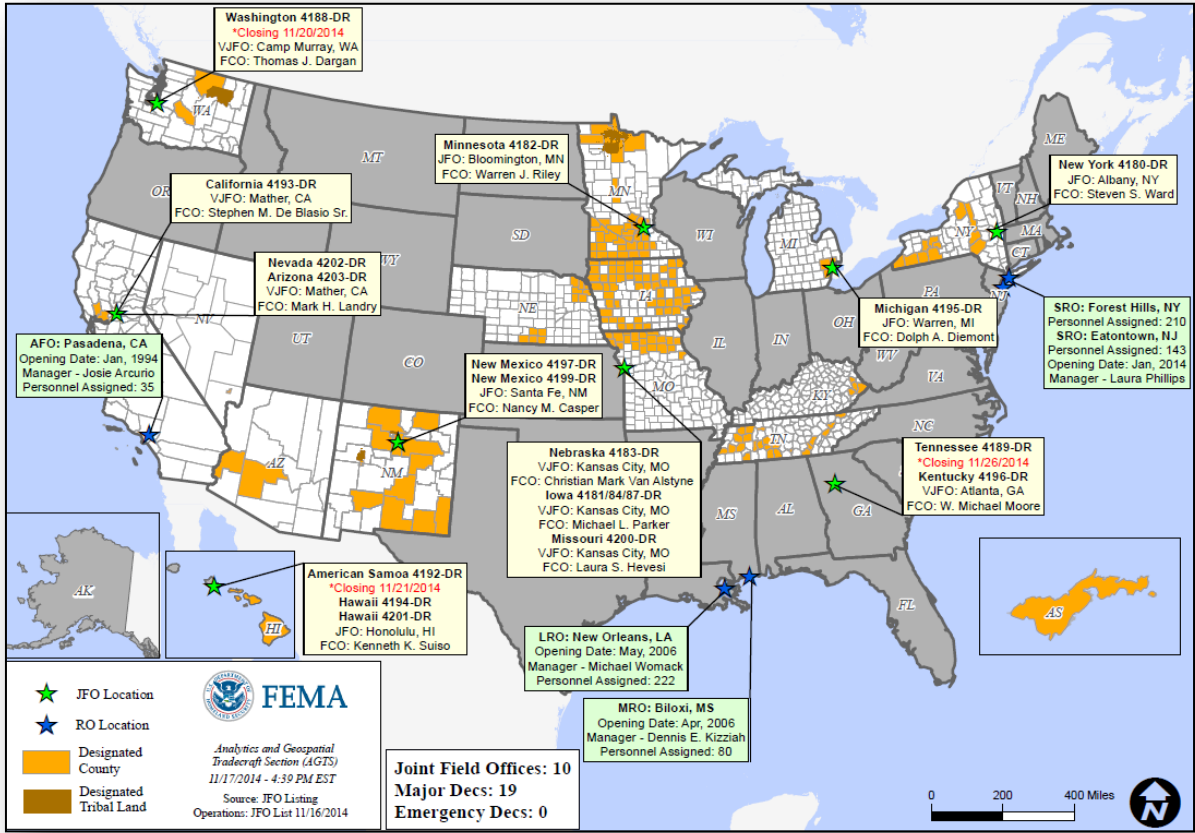 Washington 4188-DR
*Closing 11/20/2014
VJFO: Camp Murray, WA
FCO: Thomas J. Dargan
WA
MT
OR
Minnesota 4182-DR
JFO: Bloomington, MN
FCO: Warren J. Riley
MN
ME
New York 4180-DR
JFO: Albany, NY
FCO: Steven S. Ward
VT
NH
MA
CT
NY
California 4193-DR
VJFO: Mather, CA
FCO: Stephen M. De Blasio Sr.
SD
WI
MI
WY
Nevada 4202-DR
Arizona 4203-DR
VJFO: Mather, CA
FCO: Mark H. Landry
NV
UT
CO
NE
IA
IL
IN
OH
PA
NJ
Michigan 4195-DR
JFO: Warren, MI
FCO: Dolph A. Diemont
SRO: Forest Hills, NY
Personnel Assigned: 210
SRO: Eatontown, NJ
Personnel Assigned: 143
Opening Date: Jan, 2014
Manager - Laura Phillips
AFO: Pasadena, CA
Opening Date: Jan, 1994
Manager - Josie Arcurio
Personnel Assigned: 35
New Mexico 4197-DR
New Mexico 4199-DR
JFO: Santa Fe, NM
FCO: Nancy M. Casper
MO
KY
WV
VA
NC
TN
AZ
NM
Nebraska 4183-DR
VJFO: Kansas City, MO
FCO: Christian Mark Van Alstyne
Iowa 4181/84/87-DR
VJFO: Kansas City, MO
FCO: Michael L. Parker
Missouri 4200-DR
VJFO: Kansas City, MO
FCO: Laura S. Hevesi
Tennessee 4189-DR
*Closing 11/26/2014
Kentucky 4196-DR
VJFO: Atlanta, GA
FCO: W. Michael Moore
MS
AL
GA
FL
AK
HI
AS
American Samoa 4192-DR
*Closing 11/21/2014
Hawaii 4194-DR
Hawaii 4201-DR
JFO: Honolulu, HI
FCO: Kenneth K. Suiso
LRO: New Orleans, LA
Opening Date: May, 2006
Manager - Michael Womack
Personnel Assigned: 222
MRO: Biloxi, MS
Opening Date: Apr, 2006
Manager - Dennis E. Kizziah
Personnel Assigned: 80
JFO Location
RO Location
Designated
County
Designated
Tribal Land
FEMA
Analytics and Geospatial
Tradecraft Section (AGTS)
11/17/2014 - 4:39 PM EST
Source: JFO Listing
Operations: JFO List 11/16/2014
Joint Field Offices: 10
Major Decs: 19
Emergency Decs: 0
0 200 400 Miles
N